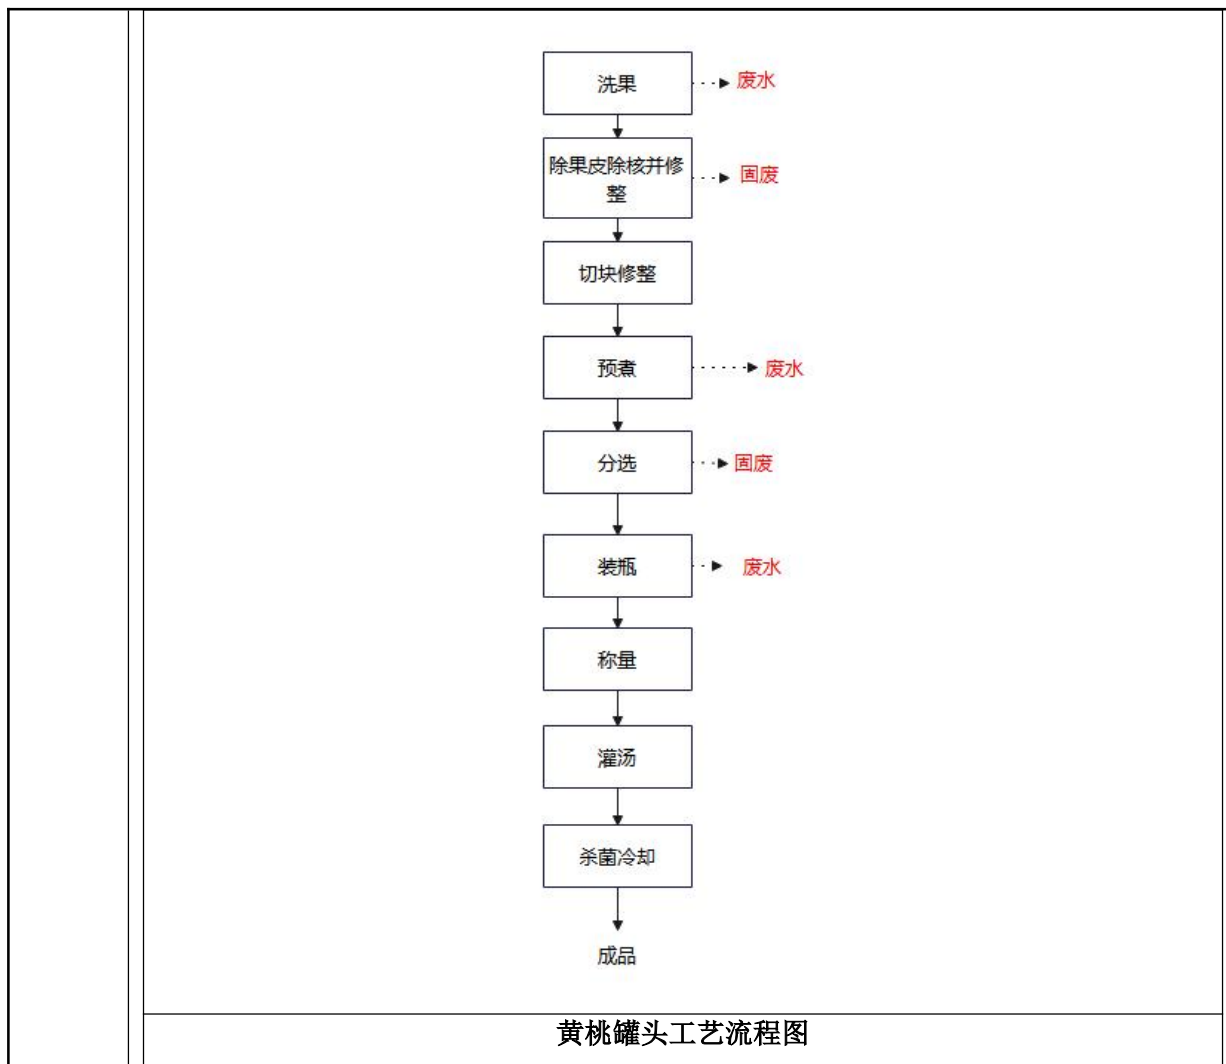 洗果
废水
除果皮除核并修
整
固废
切块修整
预煮
废水
分选
固废
装瓶
废水
称量
灌汤
杀菌冷却
成品
黄桃罐头工艺流程图